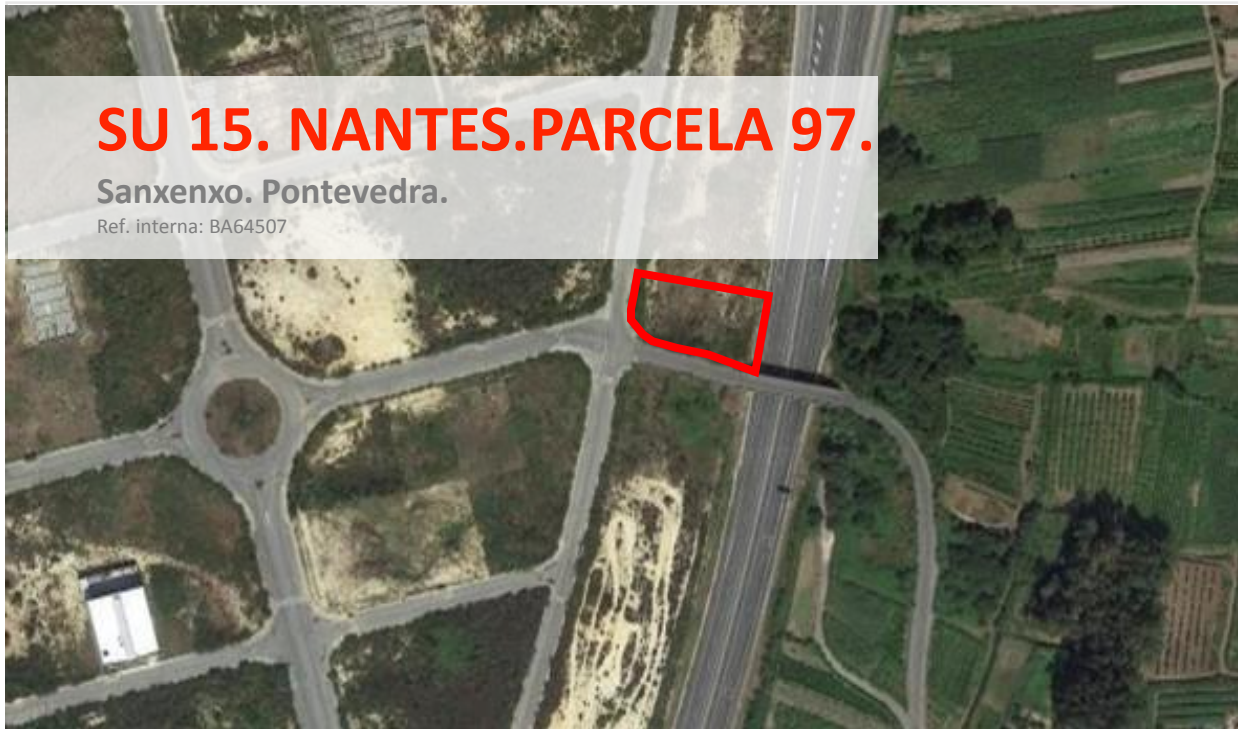 SU 15. NANTES.PARCELA 97.
Sanxenxo. Pontevedra.
Ref. interna: BA64507